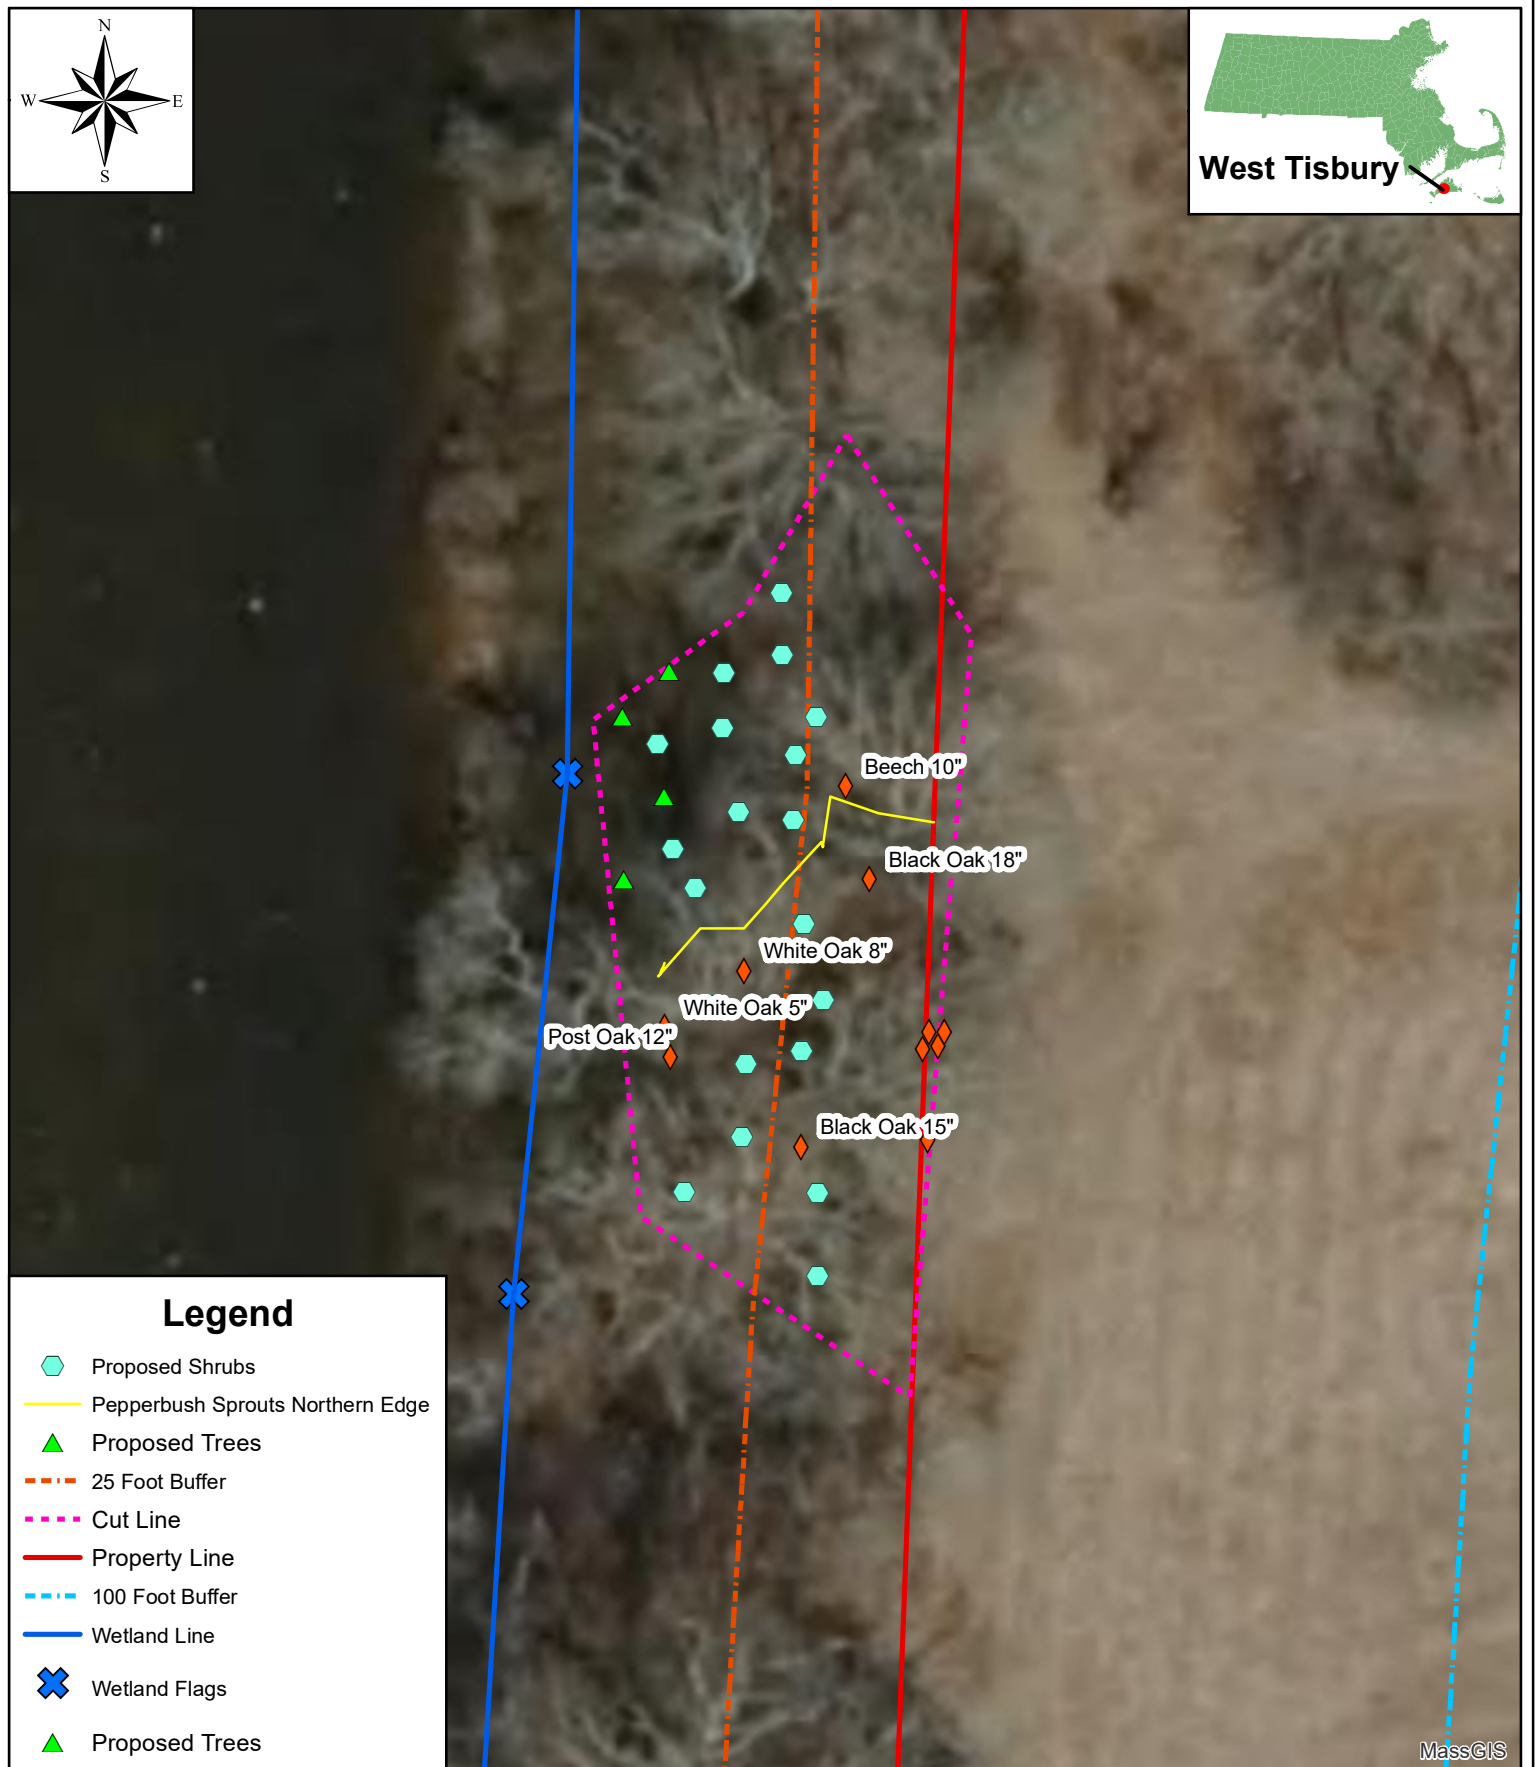 N
W
E
S
West Tisbury
Beech 10"
Black Oak 18"
White Oak 8"
White Oak 5"
Post Oak 12"
Black Oak 15"
Legend
Proposed Shrubs
Pepperbush Sprouts Northern Edge
Proposed Trees
25 Foot Buffer
Cut Line
Property Line
100 Foot Buffer
Wetland Line
Wetland Flags
Proposed Trees
MassGIS